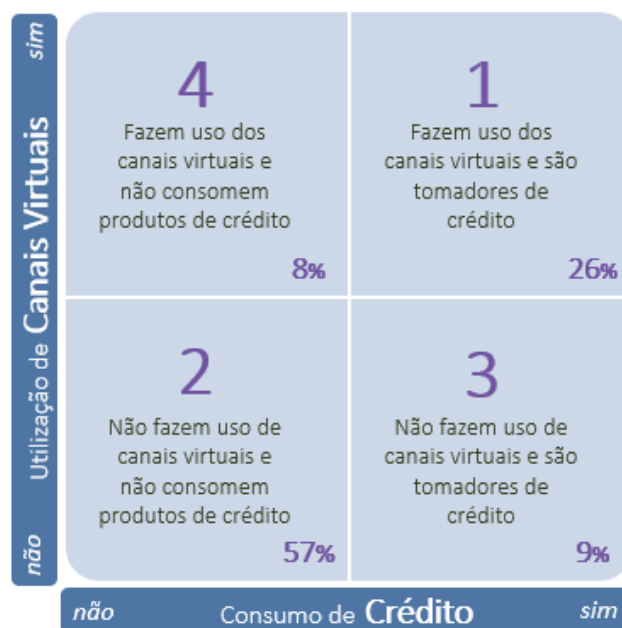 sim
Utilização de Canais Virtuais
não
4
Fazem uso dos
canais virtuais e
não consomem
produtos de crédito
8%
1
Fazem uso dos
canais virtuais e são
tomadores de
crédito
26%
2
Não fazem uso de
canais virtuais e
não consomem
produtos de crédito
57%
3
Não fazem uso de
canais virtuais e são
tomadores de
crédito
9%
não Consumo de Crédito sim